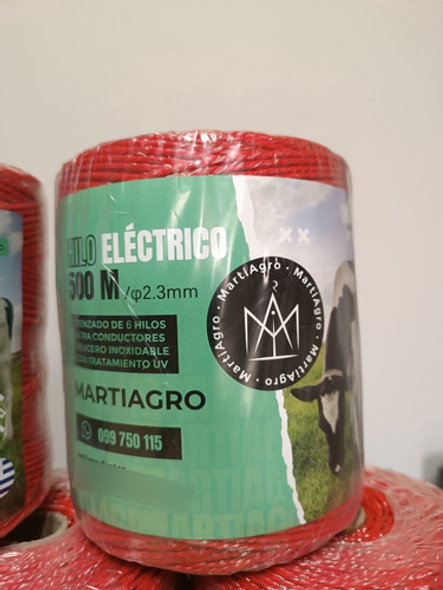 HILO ELÉCTRICO
500 M /φ2.3mm
TRENZADO DE 6 HILOS
ULTRA CONDUCTORES
DE ACERO INOXIDABLE
CON TRATAMIENTO UV
MARTIAGRO
099 750 115
MartiAgro · MartiAgro · MartiAgro · MartiAgro ·